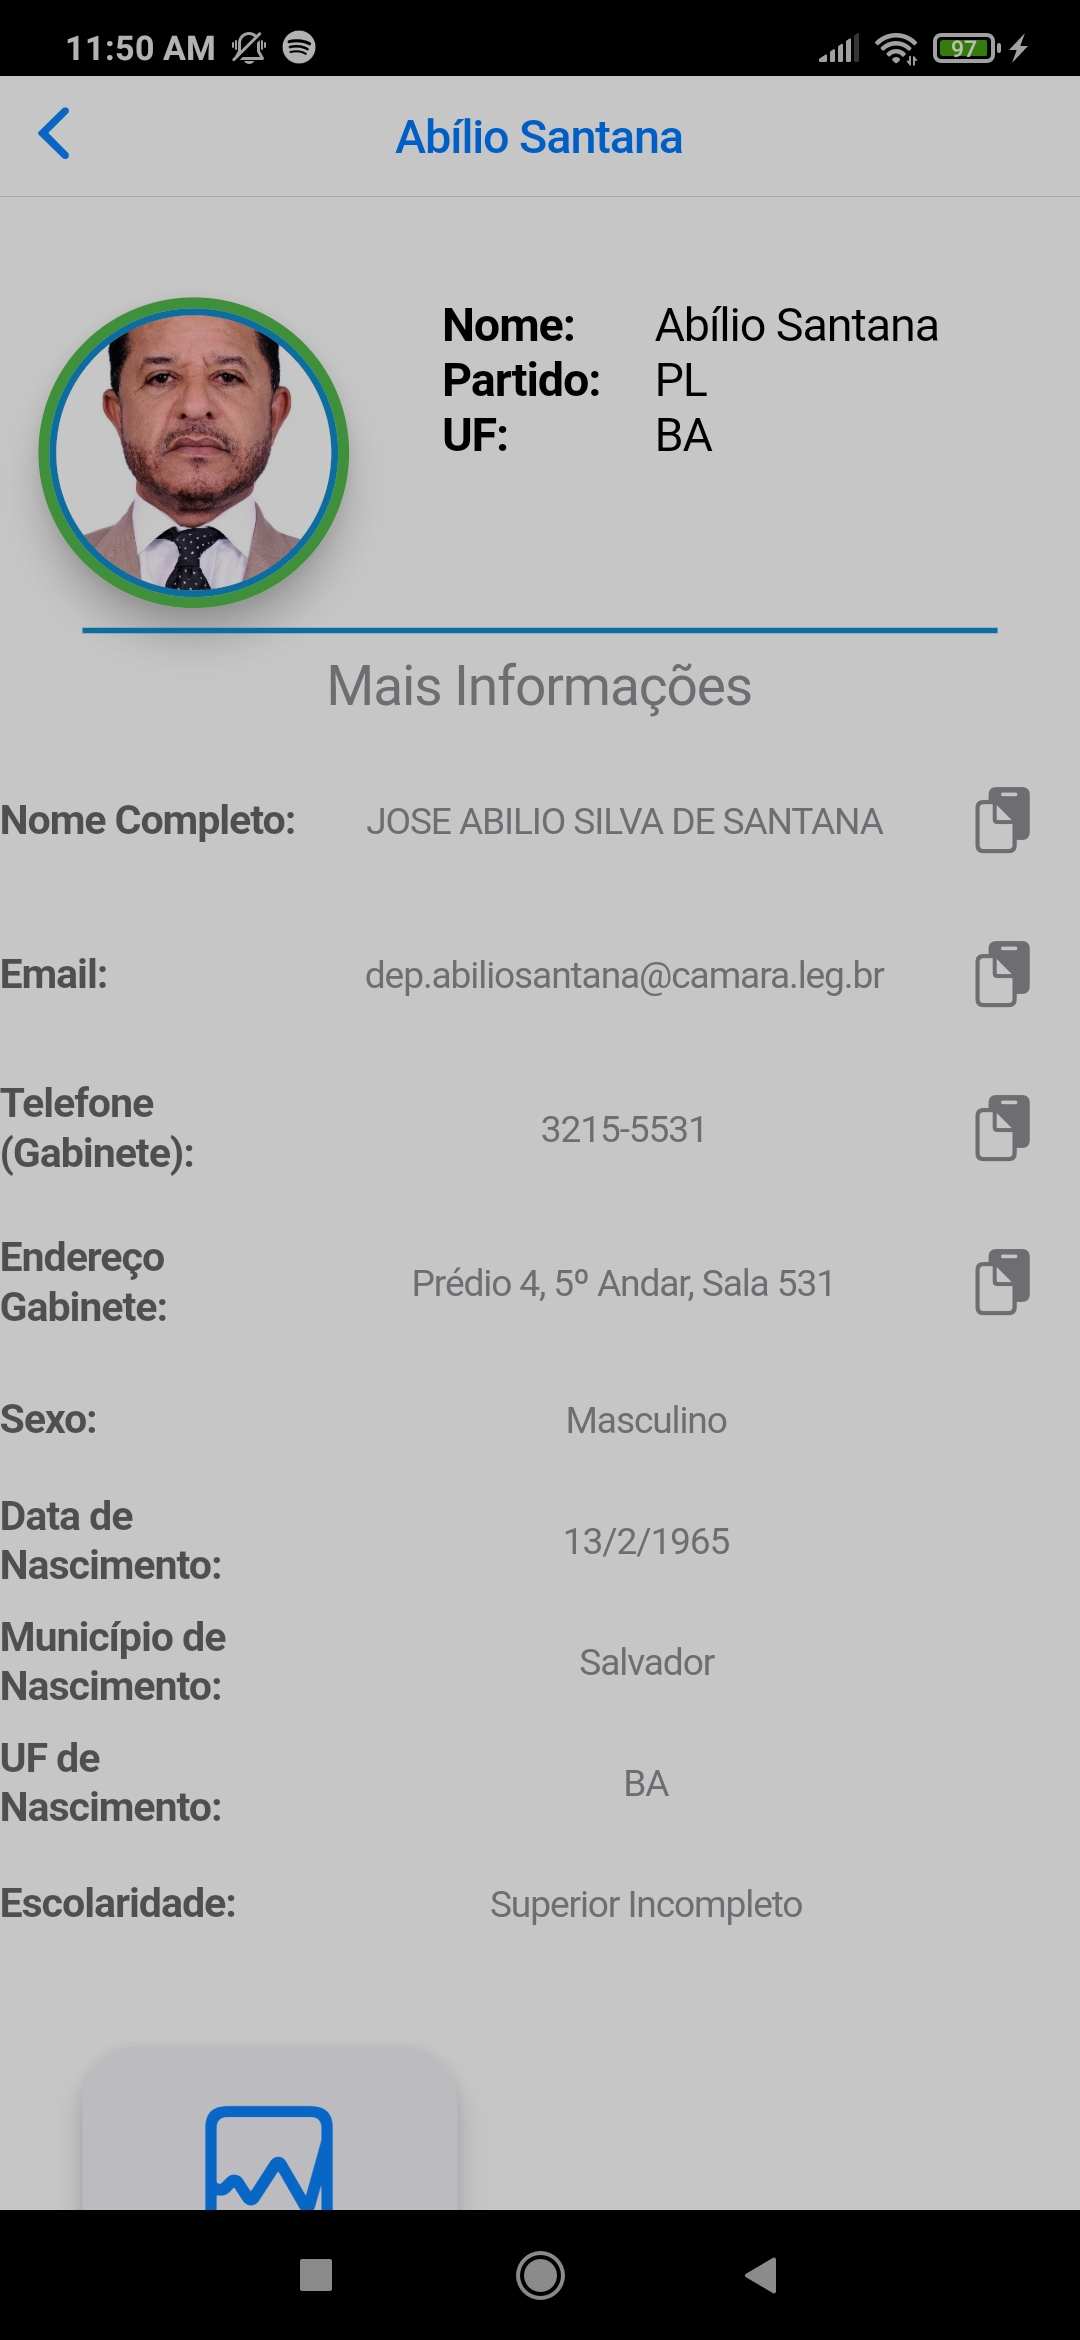 11:50 AM
97
Abílio Santana
Nome: Abílio Santana
Partido: PL
UF: BA
Mais Informações
Nome Completo: JOSE ABILIO SILVA DE SANTANA
Email: dep.abiliosantana@camara.leg.br
Telefone
(Gabinete):
3215-5531
Endereço
Gabinete:
Prédio 4, 5º Andar, Sala 531
Sexo: Masculino
Data de
Nascimento:
13/2/1965
Município de
Nascimento:
Salvador
UF de
Nascimento:
BA
Escolaridade: Superior Incompleto